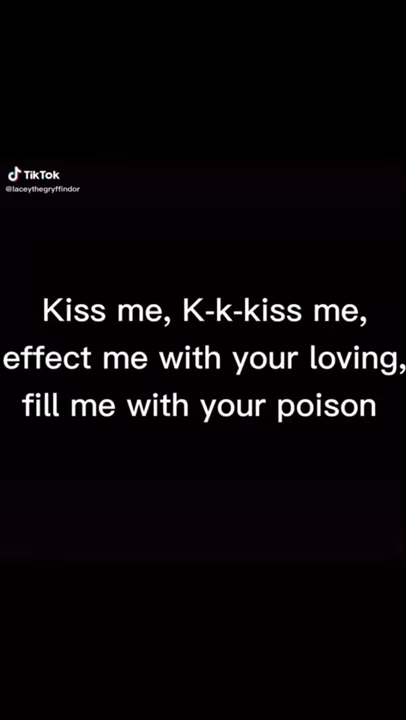 TikTok
@laceythegryffindor
Kiss me, K-k-kiss me,
effect me with your loving,
fill me with your poison